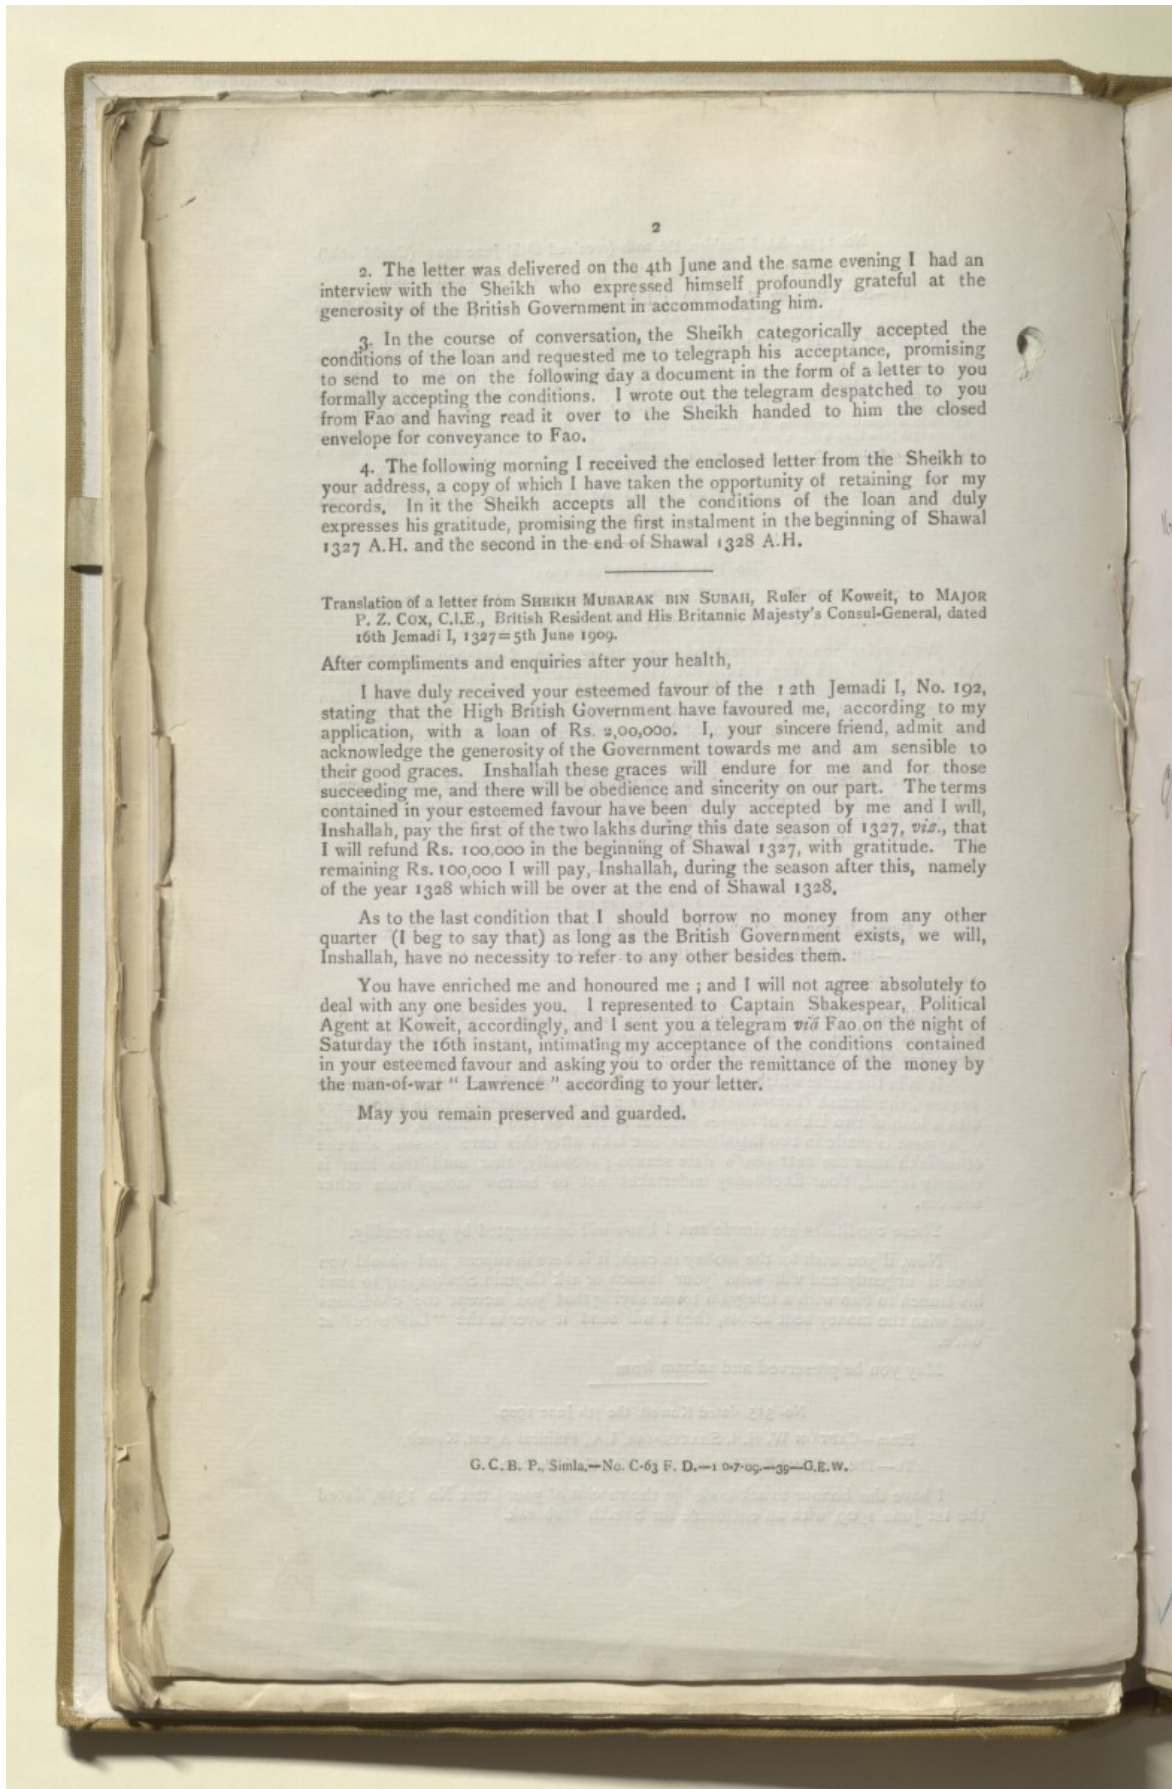 2
2. The letter was delivered on the 4th June and the same evening I had an
interview with the Sheikh who expressed himself profoundly grateful at the
generosity of the British Government in accommodating him.
3. In the course of conversation, the Sheikh categorically accepted the
conditions of the loan and requested me to telegraph his acceptance, promising
to send to me on the following day a document in the form of a letter to you
formally accepting the conditions. I wrote out the telegram despatched to you
from Fao and having read it over to the Sheikh handed to him the closed
envelope for conveyance to Fao.
4. The following morning I received the enclosed letter from the Sheikh to
your address, a copy of which I have taken the opportunity of retaining for my
records. In it the Sheikh accepts all the conditions of the loan and duly
expresses his gratitude, promising the first instalment in the beginning of Shawal
1327 A.H. and the second in the end of Shawal 1328 A.H.
Translation of a letter from SHEIKH MUBARAK BIN SUBAH, Ruler of Koweit, to MAJOR
P. Z. COX, C.I.E., British Resident and His Britannic Majesty's Consul-General, dated
16th Jemadi I, 1327=5th June 1909.
After compliments and enquiries after your health,
I have duly received your esteemed favour of the 12th Jemadi I, No. 192,
stating that the High British Government have favoured me, according to my
application, with a loan of Rs. 2,00,000. I, your sincere friend, admit and
acknowledge the generosity of the Government towards me and am sensible to
their good graces. Inshallah these graces will endure for me and for those
succeeding me, and there will be obedience and sincerity on our part. The terms
contained in your esteemed favour have been duly accepted by me and I will,
Inshallah, pay the first of the two lakhs during this date season of 1327, viz., that
I will refund Rs. 100,000 in the beginning of Shawal 1327, with gratitude. The
remaining Rs. 100,000 I will pay, Inshallah, during the season after this, namely
of the year 1328 which will be over at the end of Shawal 1328.
As to the last condition that I should borrow no money from any other
quarter (I beg to say that) as long as the British Government exists, we will,
Inshallah, have no necessity to refer to any other besides them.
You have enriched me and honoured me ; and I will not agree absolutely to
deal with any one besides you. I represented to Captain Shakespear, Political
Agent at Koweit, accordingly, and I sent you a telegram viâ Fao on the night of
Saturday the 16th instant, intimating my acceptance of the conditions contained
in your esteemed favour and asking you to order the remittance of the money by
the man-of-war " Lawrence " according to your letter.
May you remain preserved and guarded.
G. C. B. P., Simla.—No. C-63 F. D.—10-7-09.—39—G.E.W.